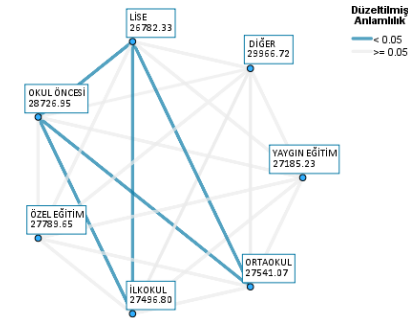 LİSE
26782.33
Düzeltilmiş
Anlamlılık
< 0.05
>= 0.05
DİĞER
29966.72
OKUL ÖNCESİ
28726.95
YAYGIN EĞİTİM
27185.23
ÖZEL EĞİTİM
27789.65
ORTAOKUL
27541.07
İLKOKUL
27496.80